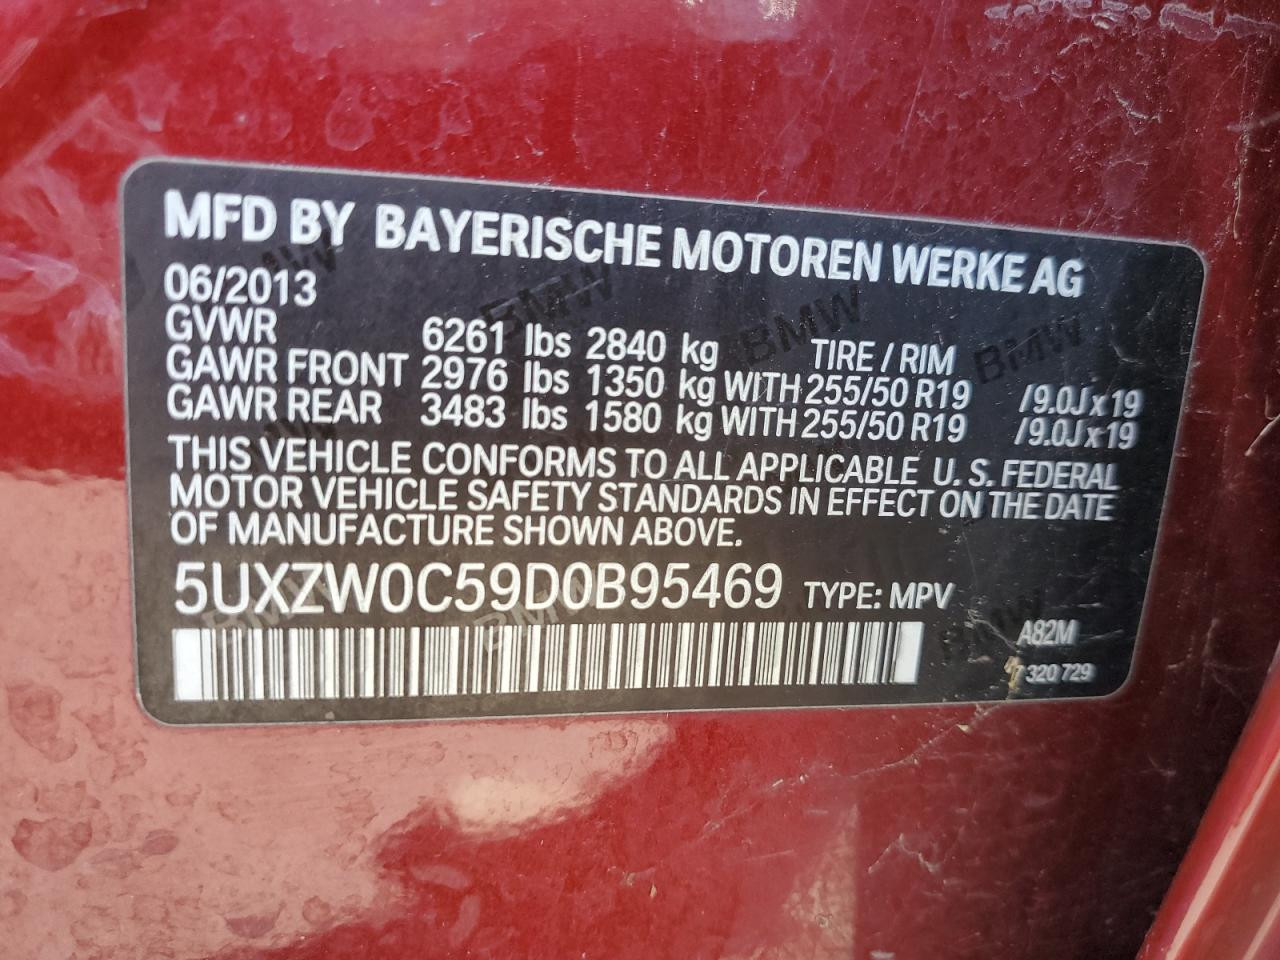 MFD BY BAYERISCHE MOTOREN WERKE AG
06/2013
GVWR 6261 lbs 2840 kg TIRE / RIM
GAWR FRONT 2976 lbs 1350 kg WITH 255/50 R19 /9.0J x 19
GAWR REAR 3483 lbs 1580 kg WITH 255/50 R19 /9.0J x 19
THIS VEHICLE CONFORMS TO ALL APPLICABLE U. S. FEDERAL
MOTOR VEHICLE SAFETY STANDARDS IN EFFECT ON THE DATE
OF MANUFACTURE SHOWN ABOVE.
5UXZW0C59D0B95469 TYPE: MPV
A82M
7 320 729